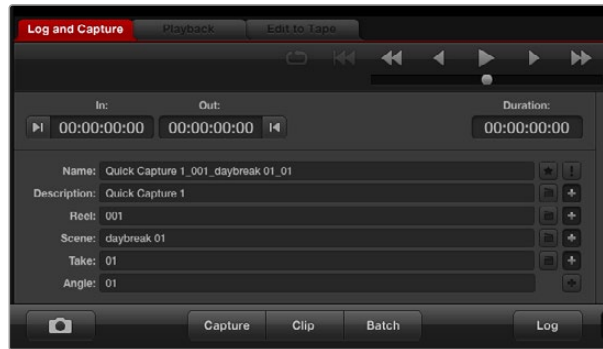 Log and Capture Playback Edit to Tape
In: Out: Duration:
00:00:00:00 00:00:00:00 00:00:00:00
Name: Quick Capture 1_001_daybreak 01_01
Description: Quick Capture 1
Reel: 001
Scene: daybreak 01
Take: 01
Angle: 01
Capture Clip Batch Log